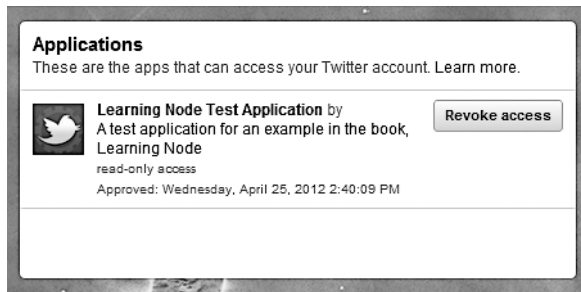 Applications
These are the apps that can access your Twitter account. Learn more.
Learning Node Test Application by
A test application for an example in the book,
Learning Node
read-only access
Approved: Wednesday, April 25, 2012 2:40:09 PM
Revoke access